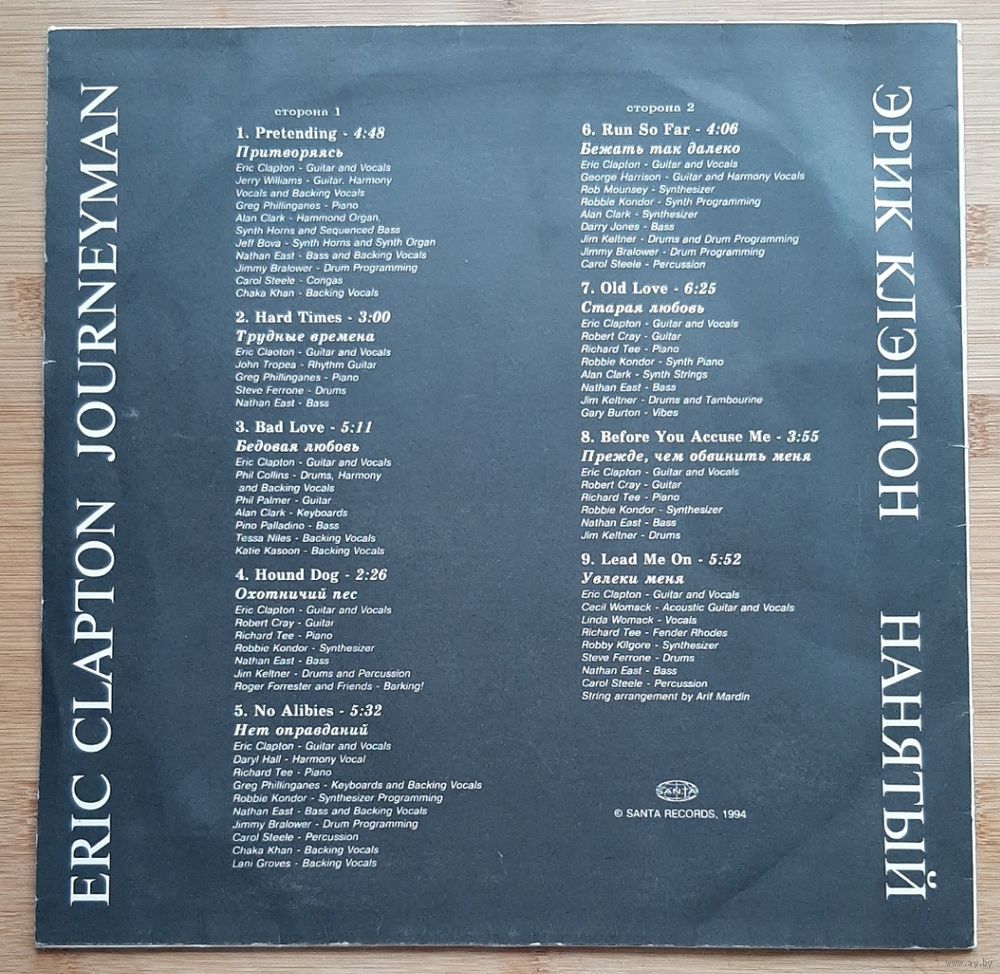 ERIC CLAPTON JOURNEYMAN
сторона 1
1. Pretending - 4:48
Притворяясь
Eric Clapton - Guitar and Vocals
Jerry Williams - Guitar, Harmony
Vocals and Backing Vocals
Greg Phillinganes - Piano
Alan Clark - Hammond Organ,
Synth Horns and Sequenced Bass
Jeff Bova - Synth Horns and Synth Organ
Nathan East - Bass and Backing Vocals
Jimmy Bralower - Drum Programming
Carol Steele - Congas
Chaka Khan - Backing Vocals
2. Hard Times - 3:00
Трудные времена
Eric Claoton - Guitar and Vocals
John Tropea - Rhythm Guitar
Greg Phillinganes - Piano
Steve Ferrone - Drums
Nathan East - Bass
3. Bad Love - 5:11
Бедовая любовь
Eric Clapton - Guitar and Vocals
Phil Collins - Drums, Harmony
and Backing Vocals
Phil Palmer - Guitar
Alan Clark - Keyboards
Pino Palladino - Bass
Tessa Niles - Backing Vocals
Katie Kasoon - Backing Vocals
4. Hound Dog - 2:26
Охотничий пес
Eric Clapton - Guitar and Vocals
Robert Cray - Guitar
Richard Tee - Piano
Robbie Kondor - Synthesizer
Nathan East - Bass
Jim Keltner - Drums and Percussion
Roger Forrester and Friends - Barking!
5. No Alibies - 5:32
Нет оправданий
Eric Clapton - Guitar and Vocals
Daryl Hall - Harmony Vocal
Richard Tee - Piano
Greg Phillinganes - Keyboards and Backing Vocals
Robbie Kondor - Synthesizer Programming
Nathan East - Bass and Backing Vocals
Jimmy Bralower - Drum Programming
Carol Steele - Percussion
Chaka Khan - Backing Vocals
Lani Groves - Backing Vocals
сторона 2
6. Run So Far - 4:06
Бежать так далеко
Eric Clapton - Guitar and Vocals
George Harrison - Guitar and Harmony Vocals
Rob Mounsey - Synthesizer
Robbie Kondor - Synth Programming
Alan Clark - Synthesizer
Darry Jones - Bass
Jim Keltner - Drums and Drum Programming
Jimmy Bralower - Drum Programming
Carol Steele - Percussion
7. Old Love - 6:25
Старая любовь
Eric Clapton - Guitar and Vocals
Robert Cray - Guitar
Richard Tee - Piano
Robbie Kondor - Synth Piano
Alan Clark - Synth Strings
Nathan East - Bass
Jim Keltner - Drums and Tambourine
Gary Burton - Vibes
8. Before You Accuse Me - 3:55
Прежде, чем обвинить меня
Eric Clapton - Guitar and Vocals
Robert Cray - Guitar
Richard Tee - Piano
Robbie Kondor - Synthesizer
Nathan East - Bass
Jim Keltner - Drums
9. Lead Me On - 5:52
Увлеки меня
Eric Clapton - Guitar and Vocals
Cecil Womack - Acoustic Guitar and Vocals
Linda Womack - Vocals
Richard Tee - Fender Rhodes
Robby Kilgore - Synthesizer
Steve Ferrone - Drums
Nathan East - Bass
Carol Steele - Percussion
String arrangement by Arif Mardin
SANTA
© SANTA RECORDS, 1994
ЭРИК КЛЭПТОН НАНЯТЫЙ
www.ay.by